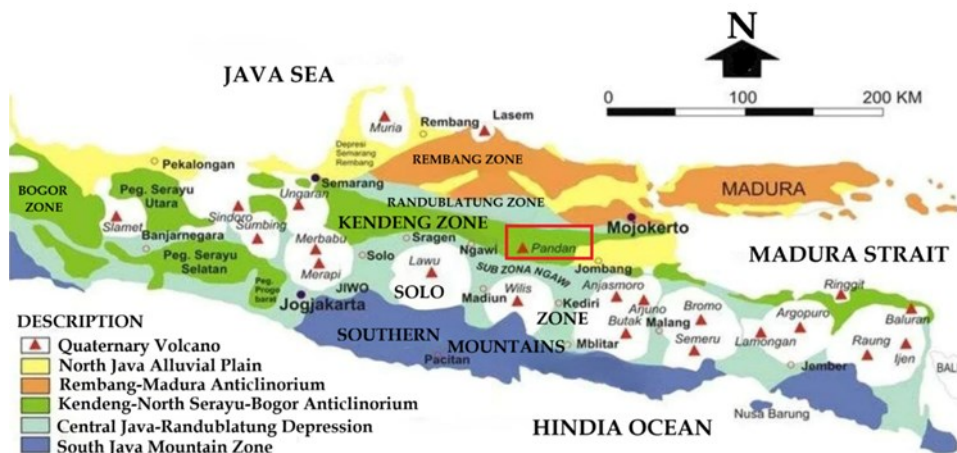 N
JAVA SEA
0 100 200 KM
Muria
Rembang
Lasem
Depresi
Semarang
Rembang
REMBANG ZONE
Pekalongan
BOGOR
ZONE
Peg. Serayu
Utara
Ungaran
Semarang
RANDUBLATUNG ZONE
MADURA
Slamet
Sindoro
Sumbing
KENDENG ZONE
Mojokerto
Banjarnegara
Merbabu
Sragen
Ngawi
Pandan
MADURA STRAIT
Peg. Serayu
Selatan
Solo
Lawu
SUB ZONA NGAWI
Jombang
Merapi
Ringgit
Peg.
Progo
barat
JIWO
SOLO
Madiun
Wilis
Kediri
Anjasmoro
Arjuno
Bromo
Argopuro
Baluran
Jogjakarta
ZONE
Butak
Malang
DESCRIPTION
SOUTHERN
MOUNTAINS
Mblitar
Semeru
Lamongan
Raung
Ijen
Pacitan
Jember
BALI
Nusa Barung
HINDIA OCEAN
Quaternary Volcano
North Java Alluvial Plain
Rembang-Madura Anticlinorium
Kendeng-North Serayu-Bogor Anticlinorium
Central Java-Randublatung Depression
South Java Mountain Zone